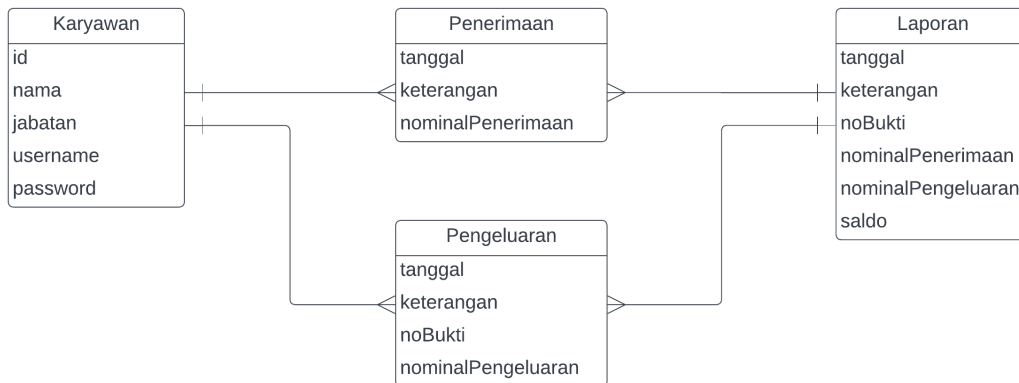 Karyawan
id
nama
jabatan
username
password
Penerimaan
tanggal
keterangan
nominalPenerimaan
Pengeluaran
tanggal
keterangan
noBukti
nominalPengeluaran
Laporan
tanggal
keterangan
noBukti
nominalPenerimaan
nominalPengeluaran
saldo